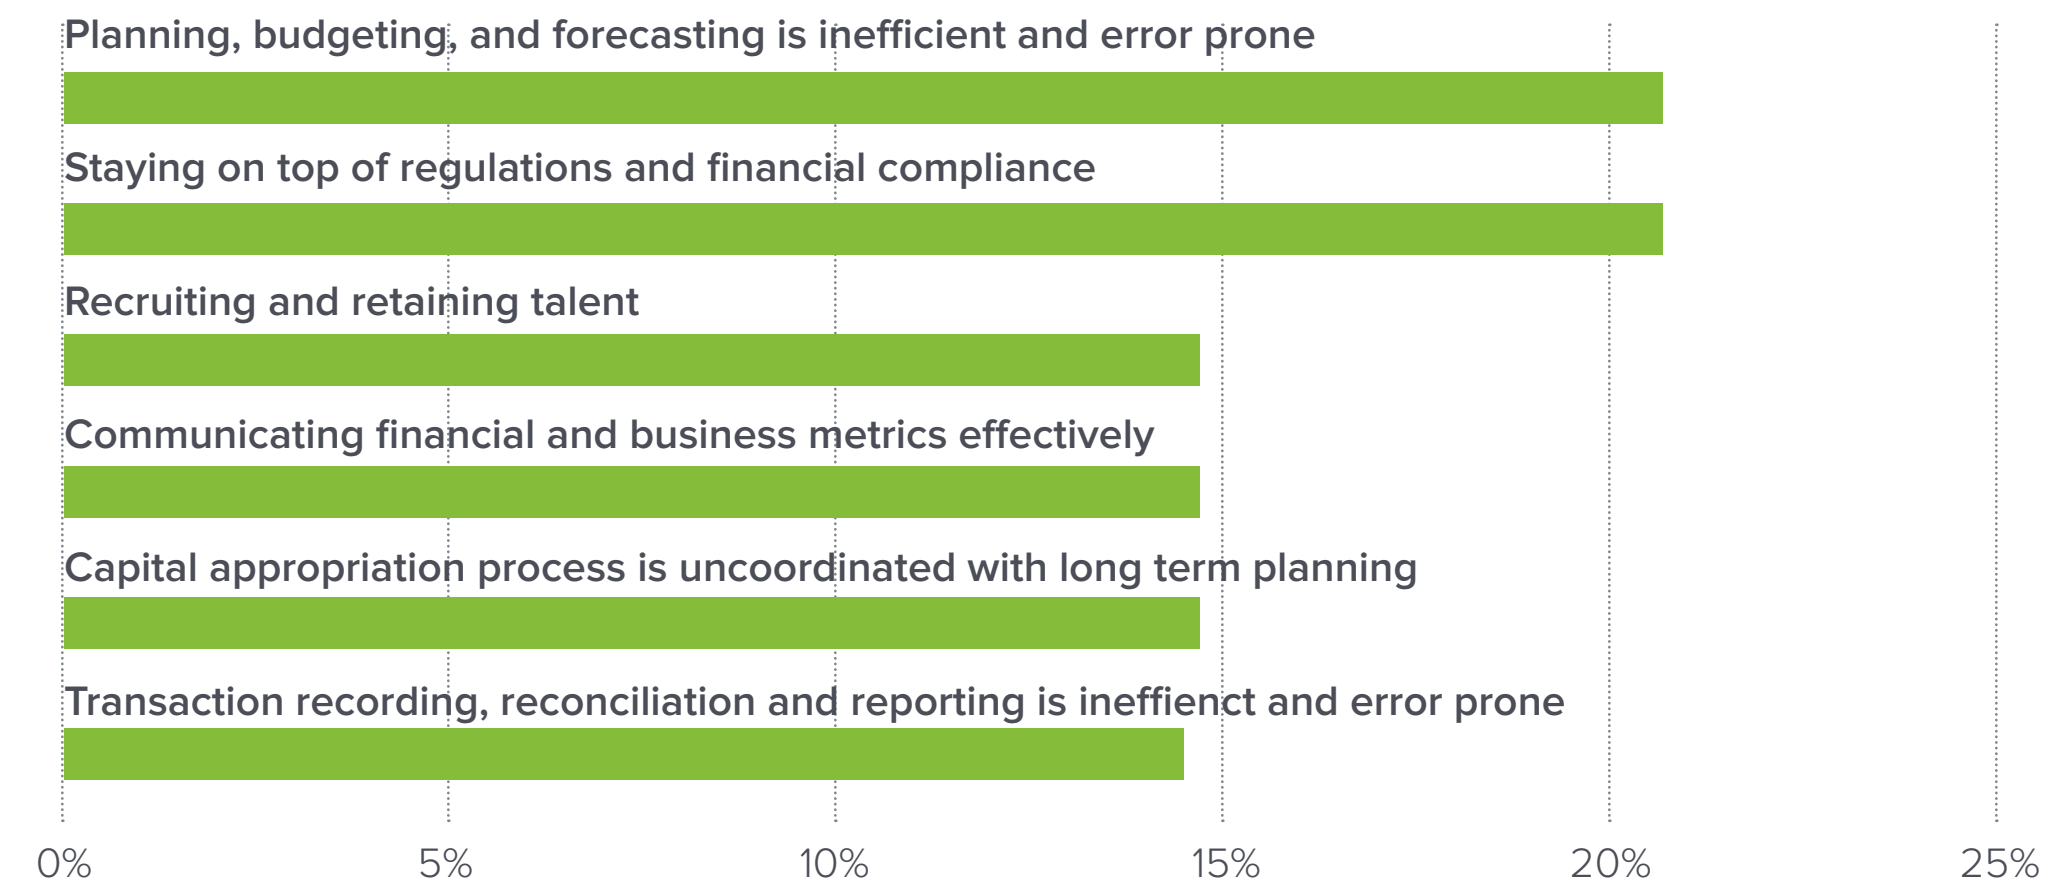 Planning, budgeting, and forecasting is inefficient and error prone
Staying on top of regulations and financial compliance
Recruiting and retaining talent
Communicating financial and business metrics effectively
Capital appropriation process is uncoordinated with long term planning
Transaction recording, reconciliation and reporting is ineffienct and error prone
0% 5% 10% 15% 20% 25%